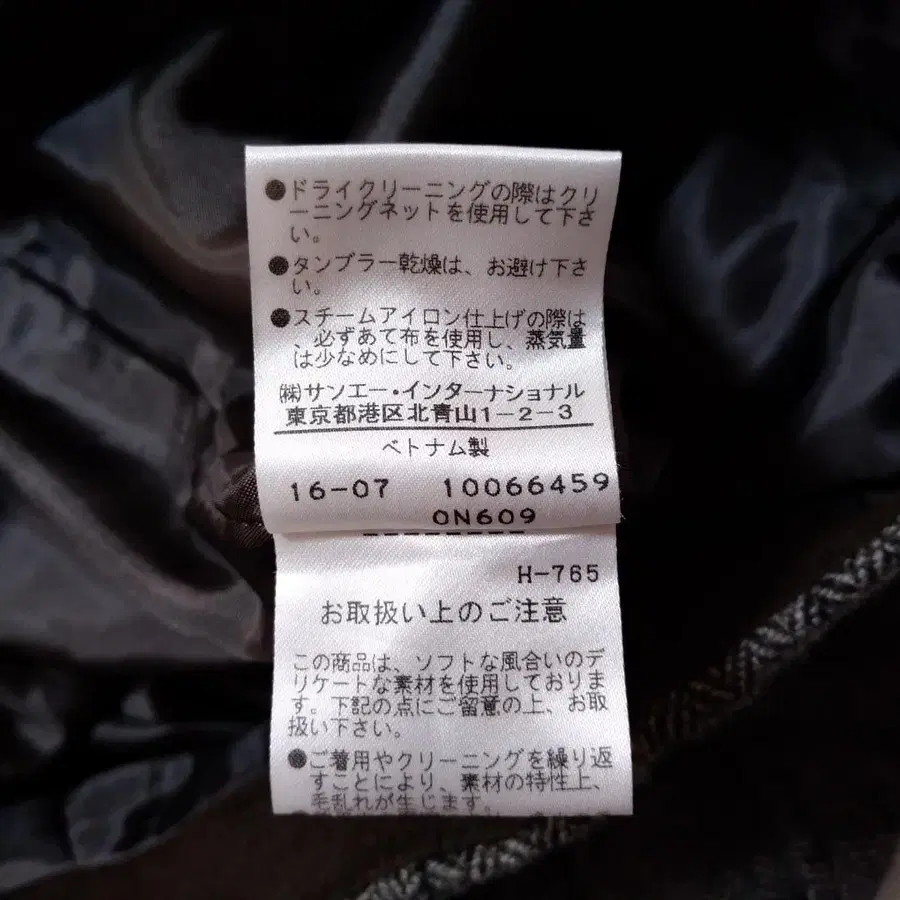 ●ドライクリーニングの際はクリ
ーニングネットを使用して下さ
い。
●タンブラー乾燥は、お避け下さ
い。
●スチームアイロン仕上げの際は
、必ずあて布を使用し、蒸気量
は少なめにして下さい。
㈱サンエー・インターナショナル
東京都港区北青山1-2-3
ベトナム製
16-07 10066459
0N609
H-765
お取扱い上のご注意
この商品は、ソフトな風合いのデ
リケートな素材を使用しておりま
す。下記の点にご留意の上、お取
扱い下さい。
●ご着用やクリーニングを繰り返
すことにより、素材の特性上、
毛乱れが生じます。